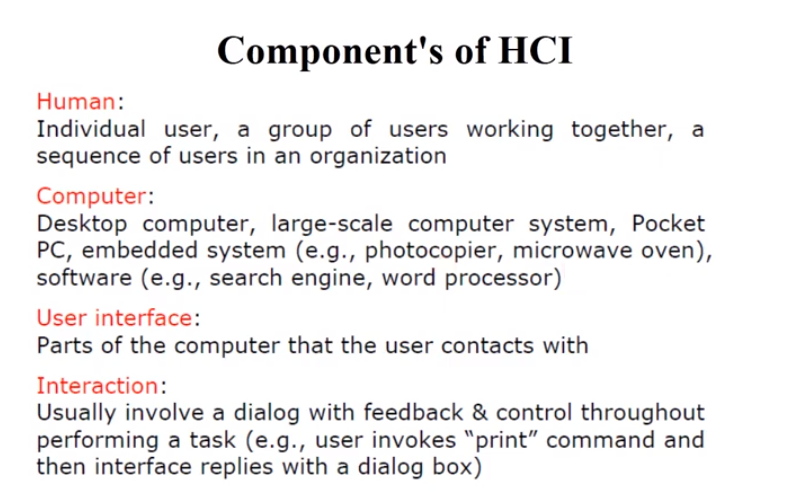 Component's of HCI
Human:
Individual user, a group of users working together, a
sequence of users in an organization
Computer:
Desktop computer, large-scale computer system, Pocket
PC, embedded system (e.g., photocopier, microwave oven),
software (e.g., search engine, word processor)
User interface:
Parts of the computer that the user contacts with
Interaction:
Usually involve a dialog with feedback & control throughout
performing a task (e.g., user invokes “print” command and
then interface replies with a dialog box)